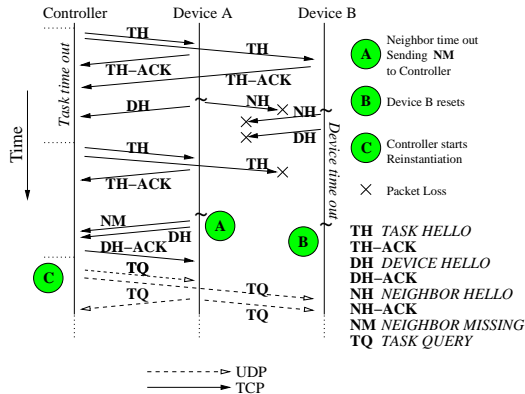 Controller Device A Device B
TH
TH
TH−ACK
TH−ACK
Task time out
DH
NH
NH
DH
Device time out
TH
TH
TH−ACK
NM
DH
DH−ACK
TQ
TQ
TQ
TQ
Time
A
B
C
A Neighbor time out
Sending NM
to Controller
B Device B resets
C Controller starts
Reinstantiation
Packet Loss
TH TASK HELLO
TH−ACK
DH DEVICE HELLO
DH−ACK
NH NEIGHBOR HELLO
NH−ACK
NM NEIGHBOR MISSING
TQ TASK QUERY
UDP
TCP